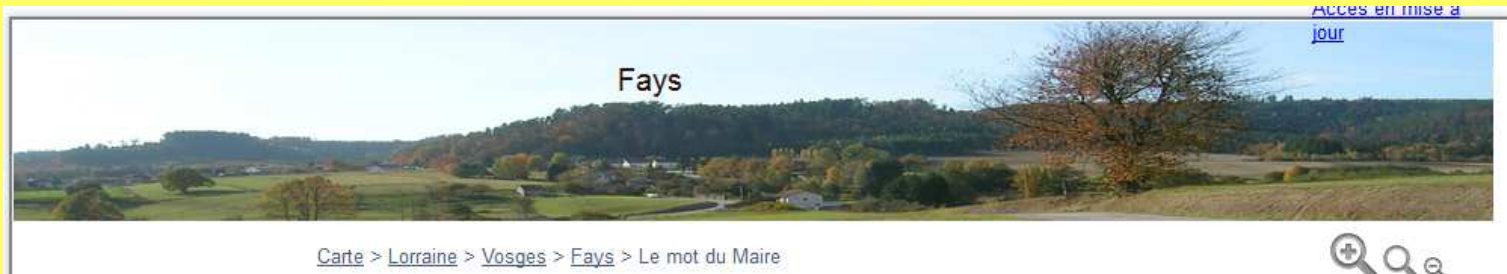 Accès en mise à
jour
Fays
Carte > Lorraine > Vosges > Fays > Le mot du Maire